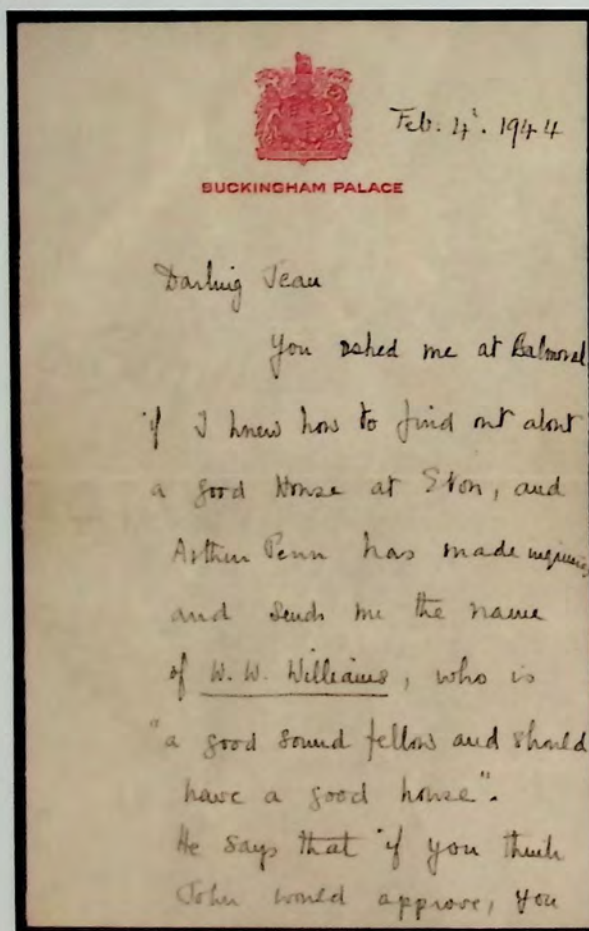 Feb. 4'. 1944
BUCKINGHAM PALACE
Darling Jean
You asked me at Balmoral
if I knew how to find out about
a good House at Eton, and
Arthur Penn has made inquiries
and sends me the name
of W. W. Williams, who is
"a good sound fellow and should
have a good house".
He says that if you think
John would approve, you